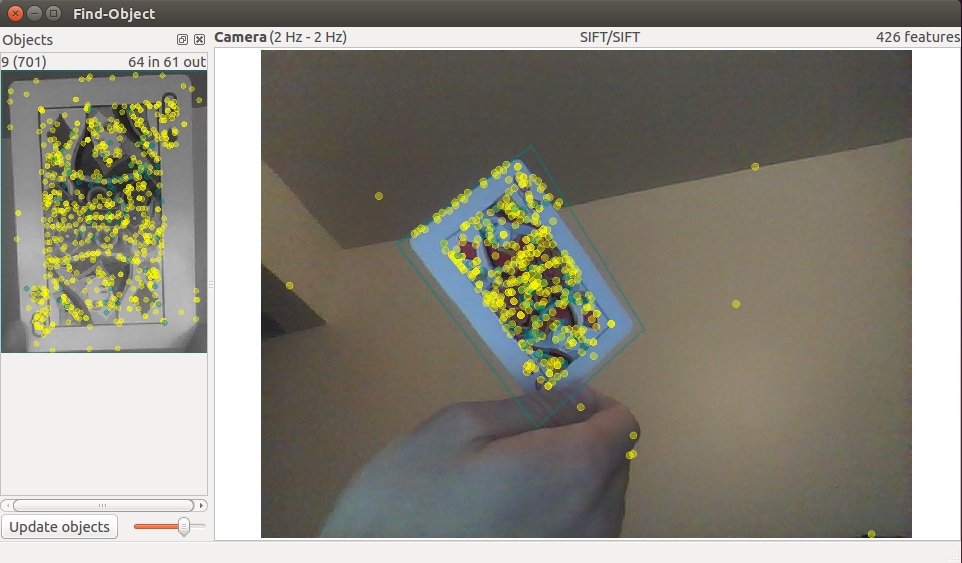 Find-Object
Objects
Camera (2 Hz - 2 Hz) SIFT/SIFT 426 features
9 (701) 64 in 61 out
Update objects